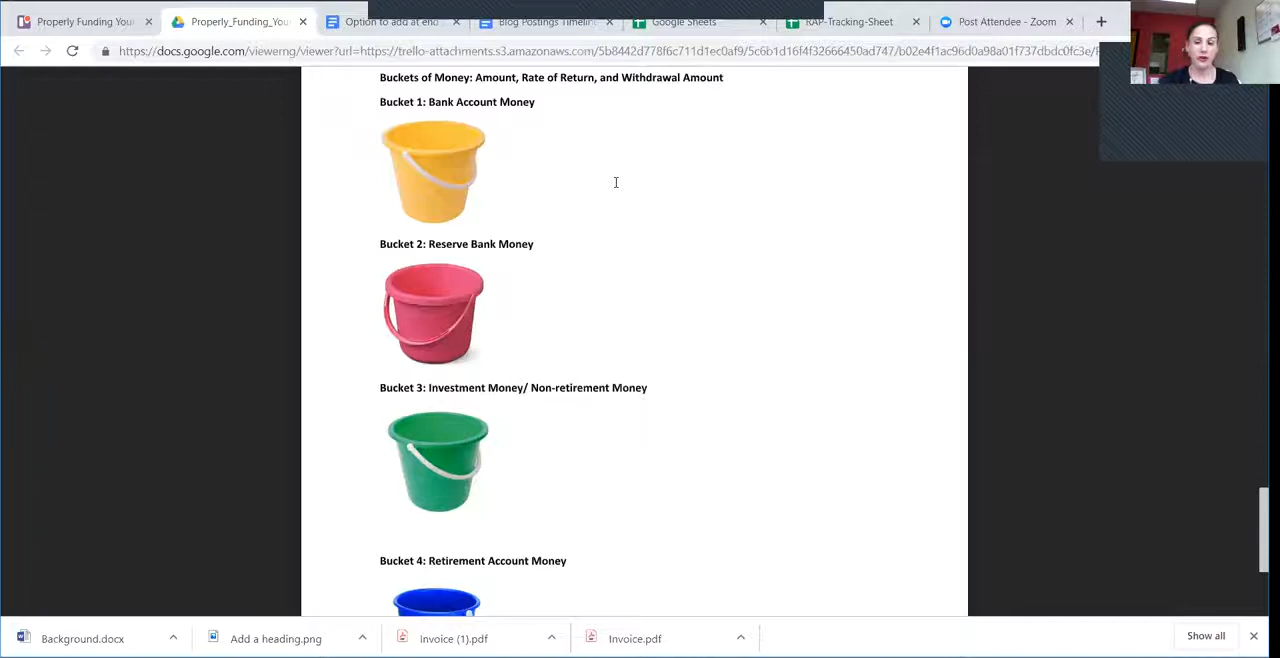 Properly Funding You
Properly_Funding_You
Option to add at end
Blog Postings Timeline
Google Sheets
RAP-Tracking-Sheet
Post Attendee - Zoom
https://docs.google.com/viewerng/viewer?url=https://trello-attachments.s3.amazonaws.com/5b8442d778f6c711d1ec0af9/5c6b1d16f4f32666450ad747/b02e4f1ac96d0a98a01f737dbdc0fc3e/
Buckets of Money: Amount, Rate of Return, and Withdrawal Amount
Bucket 1: Bank Account Money
Bucket 2: Reserve Bank Money
Bucket 3: Investment Money/ Non-retirement Money
Bucket 4: Retirement Account Money
Background.docx
Add a heading.png
Invoice (1).pdf
Invoice.pdf
Show all